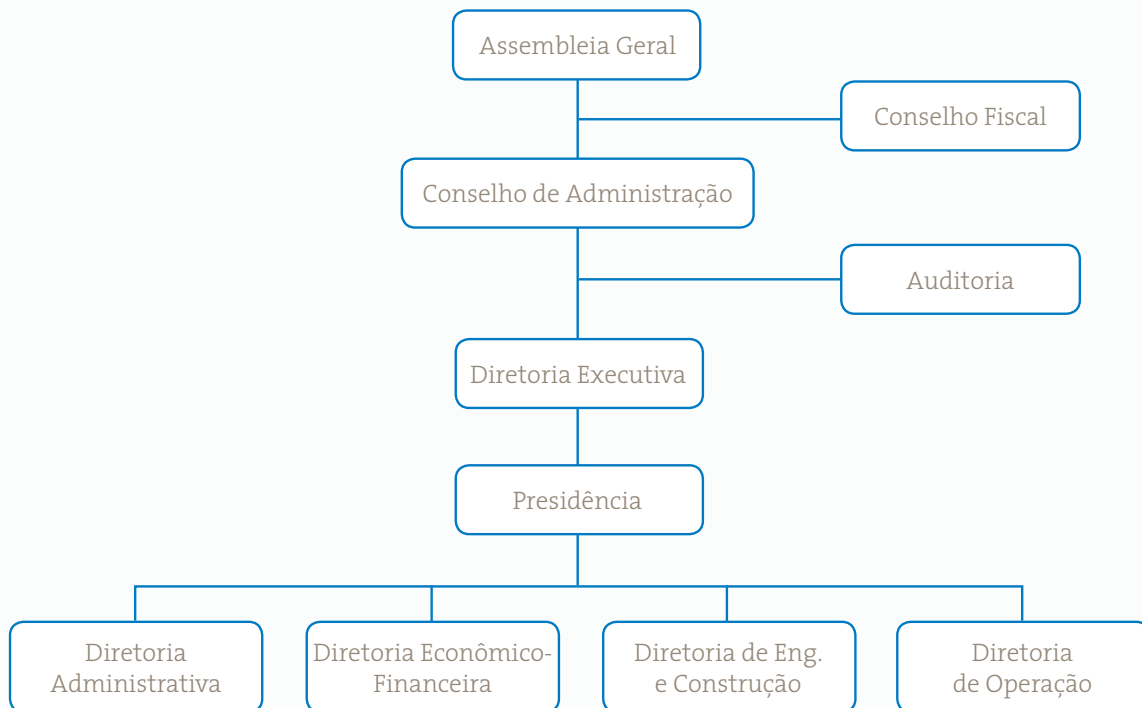 Assembleia Geral
Conselho Fiscal
Conselho de Administração
Auditoria
Diretoria Executiva
Presidência
Diretoria
Administrativa
Diretoria Econômico-
Financeira
Diretoria de Eng.
e Construção
Diretoria
de Operação